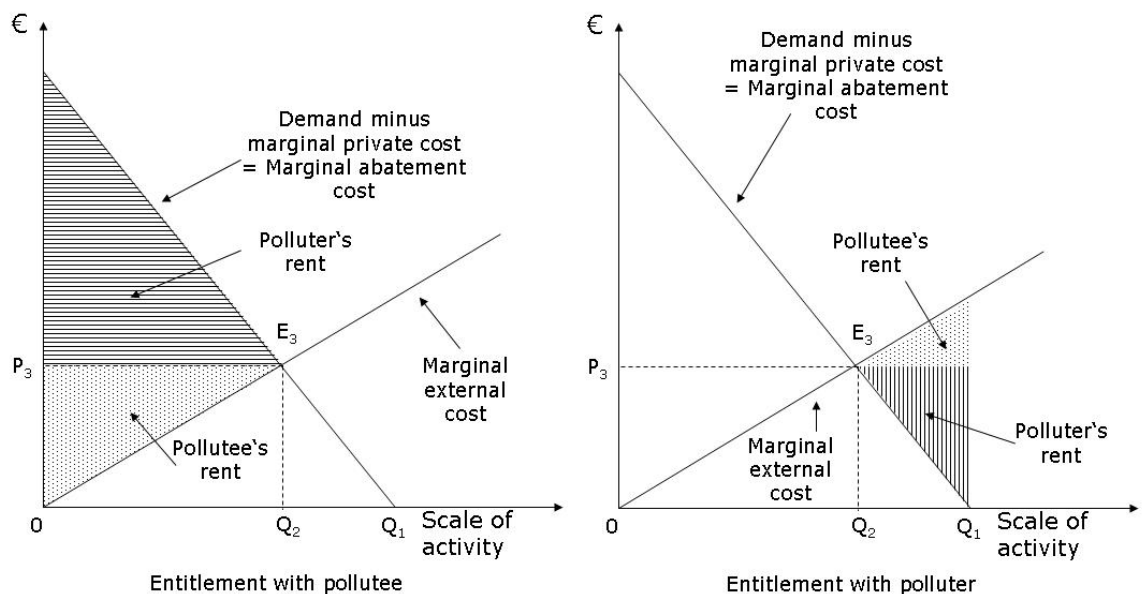 €
Demand minus
marginal private cost
= Marginal abatement
cost
Polluter‘s
rent
E3
P3
Marginal
external
cost
Pollutee‘s
rent
0
Q2
Q1
Scale of
activity
Entitlement with pollutee
€
Demand minus
marginal private cost
= Marginal abatement
cost
Pollutee‘s
rent
E3
P3
Marginal
external
cost
Polluter‘s
rent
0
Q2
Q1
Scale of
activity
Entitlement with polluter